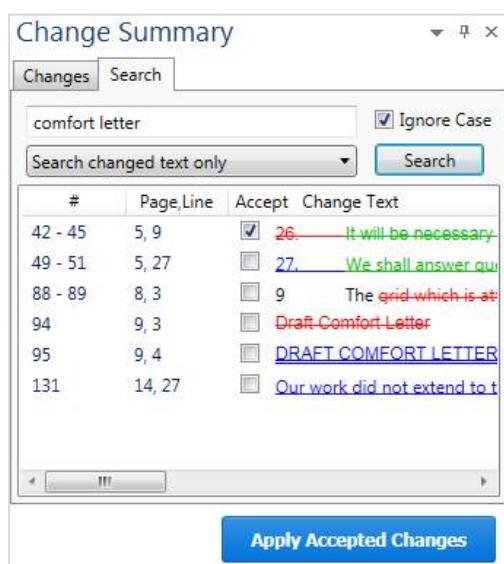 Change Summary
Changes Search
comfort letter Ignore Case
Search changed text only Search
# Page,Line Accept Change Text
42 - 45 5, 9 26. It will be necessary
49 - 51 5, 27 27. We shall answer qu
88 - 89 8, 3 9 The grid which is at
94 9, 3 Draft Comfort Letter
95 9, 4 DRAFT COMFORT LETTER
131 14, 27 Our work did not extend to t
Apply Accepted Changes